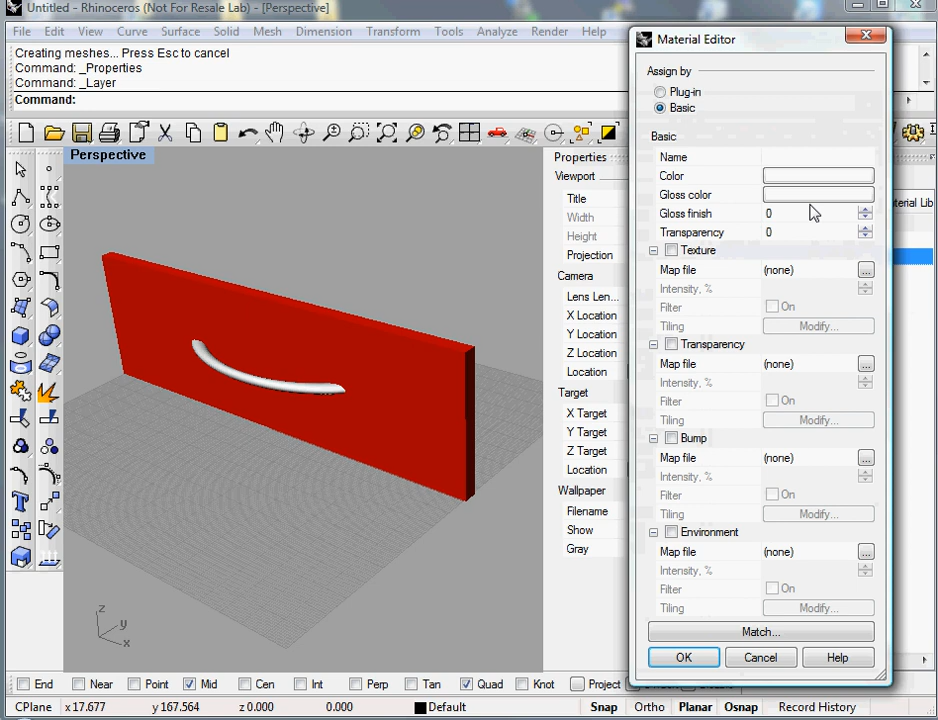 Untitled - Rhinoceros (Not For Resale Lab) - [Perspective]
File Edit View Curve Surface Solid Mesh Dimension Transform Tools Analyze Render Help
Creating meshes... Press Esc to cancel
Command: _Properties
Command: _Layer
Command:
Perspective
Properties
Viewport
Title
Width
Height
Projection
Camera
Lens Len...
X Location
Y Location
Z Location
Location
Target
X Target
Y Target
Z Target
Location
Wallpaper
Filename
Show
Gray
Material Editor
Assign by
Plug-in
Basic
Basic
Name
Color
Gloss color
Gloss finish 0
Transparency 0
Texture
Map file (none) ...
Intensity, %
Filter On
Tiling Modify...
Transparency
Map file (none) ...
Intensity, %
Filter On
Tiling Modify...
Bump
Map file (none) ...
Intensity, %
Filter On
Tiling Modify...
Environment
Map file (none) ...
Intensity, %
Filter On
Tiling Modify...
Match...
OK Cancel Help
terial Lib
z
y
x
End Near Point Mid Cen Int Perp Tan Quad Knot Project
CPlane x 17.677 y 167.564 z 0.000 0.000 Default Snap Ortho Planar Osnap Record History